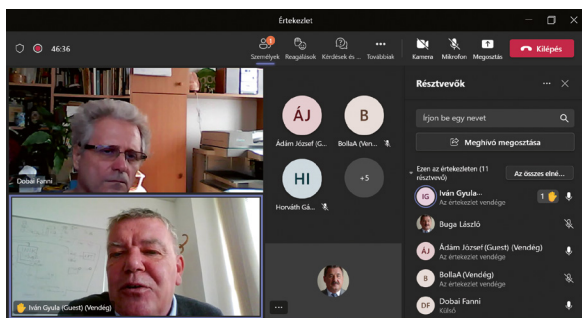 Értekezlet
46:36
1
Személyek Reagálások Kérdések és ... Továbbiak Kamera Mikrofon Megosztás
Kilépés
Dobai Fanni
Iván Gyula (Guest) (Vendég)
ÁJ
Ádám József (G...
B
BollaA (Ven...
HI
Horváth Gá...
+5
Résztvevők
Írjon be egy nevet
Meghívó megosztása
Ezen az értekezleten (11
résztvevő)
Az összes elné...
IG
Iván Gyula...
Az értekezlet vendége
1
Buga László
ÁJ
Ádám József (Guest) (Vendég)
Az értekezlet vendége
B
BollaA (Vendég)
Az értekezlet vendége
DF
Dobai Fanni
Külső